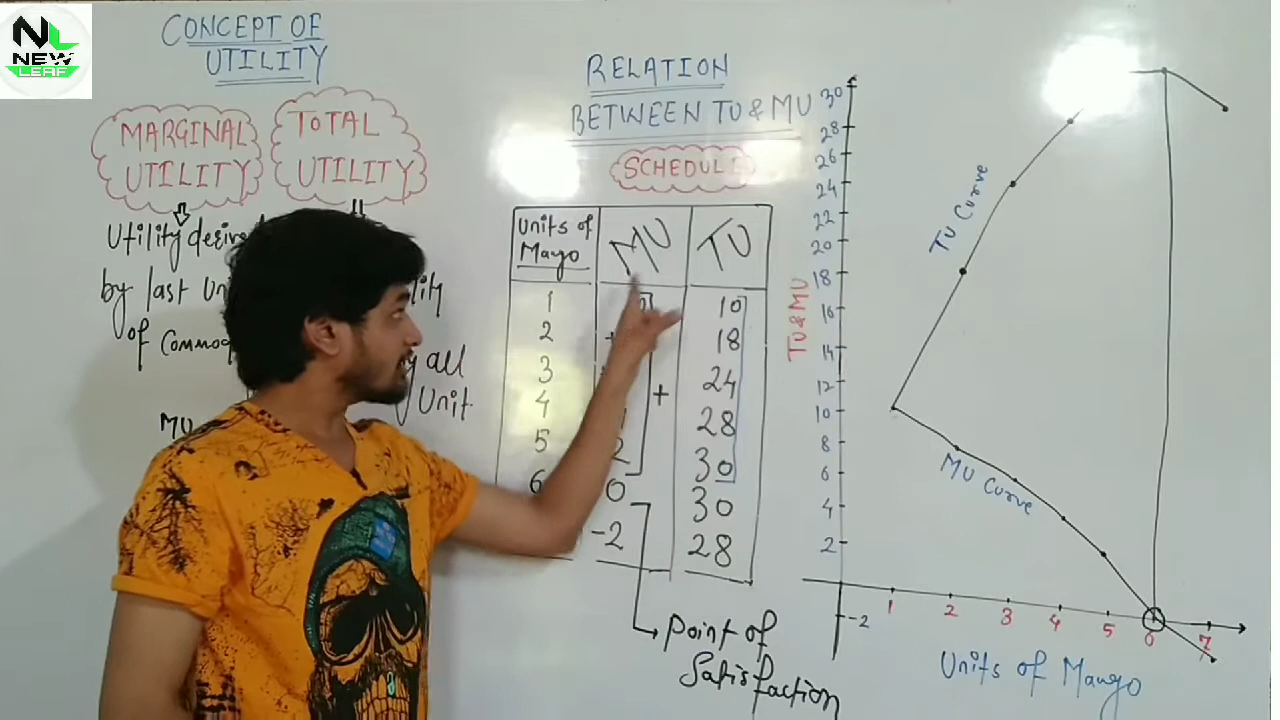 NL
NEW
LEAF
CONCEPT OF
UTILITY
MARGINAL
UTILITY
TOTAL
UTILITY
Utility
by last
of
MU
all
Unit
RELATION
BETWEEN TU & MU
SCHEDUL
Units of
Mayo
MU
TU
1
10
2
18
3
24
4
+
28
5
2
30
6
0
30
-2
28
Point of
Satisfaction
TU & MU
30
28
26
24
22
20
18
16
14
12
10
8
6
4
2
-2
TU Curve
MU Curve
1
2
3
4
5
6
7
Units of Mango